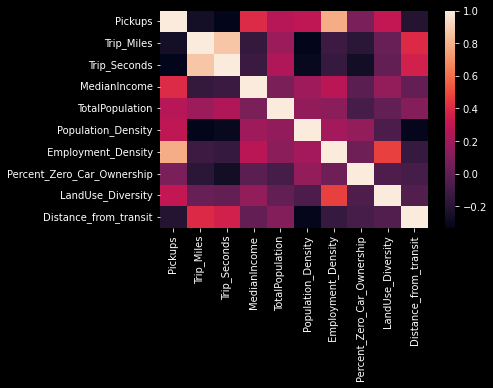 Pickups
Trip_Miles
Trip_Seconds
MedianIncome
TotalPopulation
Population_Density
Employment_Density
Percent_Zero_Car_Ownership
LandUse_Diversity
Distance_from_transit
Pickups
Trip_Miles
Trip_Seconds
MedianIncome
TotalPopulation
Population_Density
Employment_Density
Percent_Zero_Car_Ownership
LandUse_Diversity
Distance_from_transit
1.0
0.8
0.6
0.4
0.2
0.0
−0.2